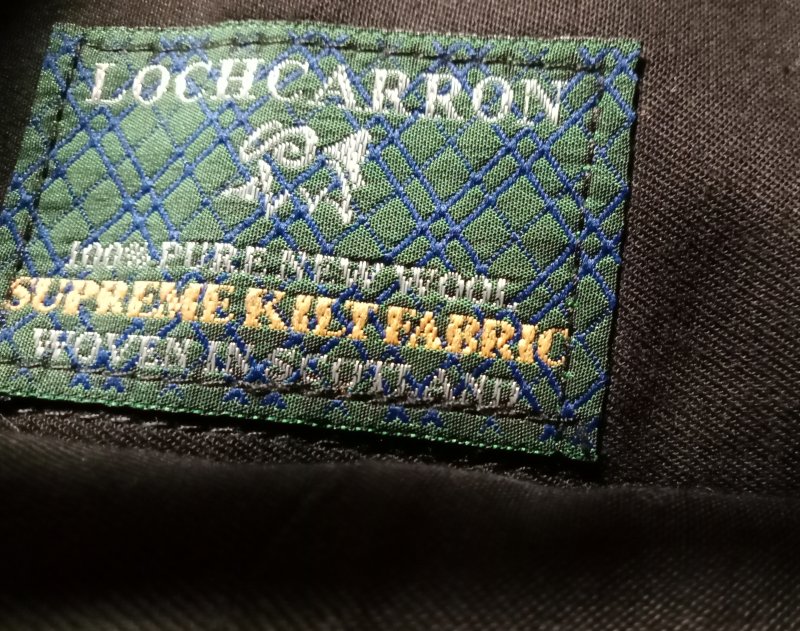 LOCHCARRON
100% PURE NEW WOOL
SUPREME KILT FABRIC
WOVEN IN SCOTLAND